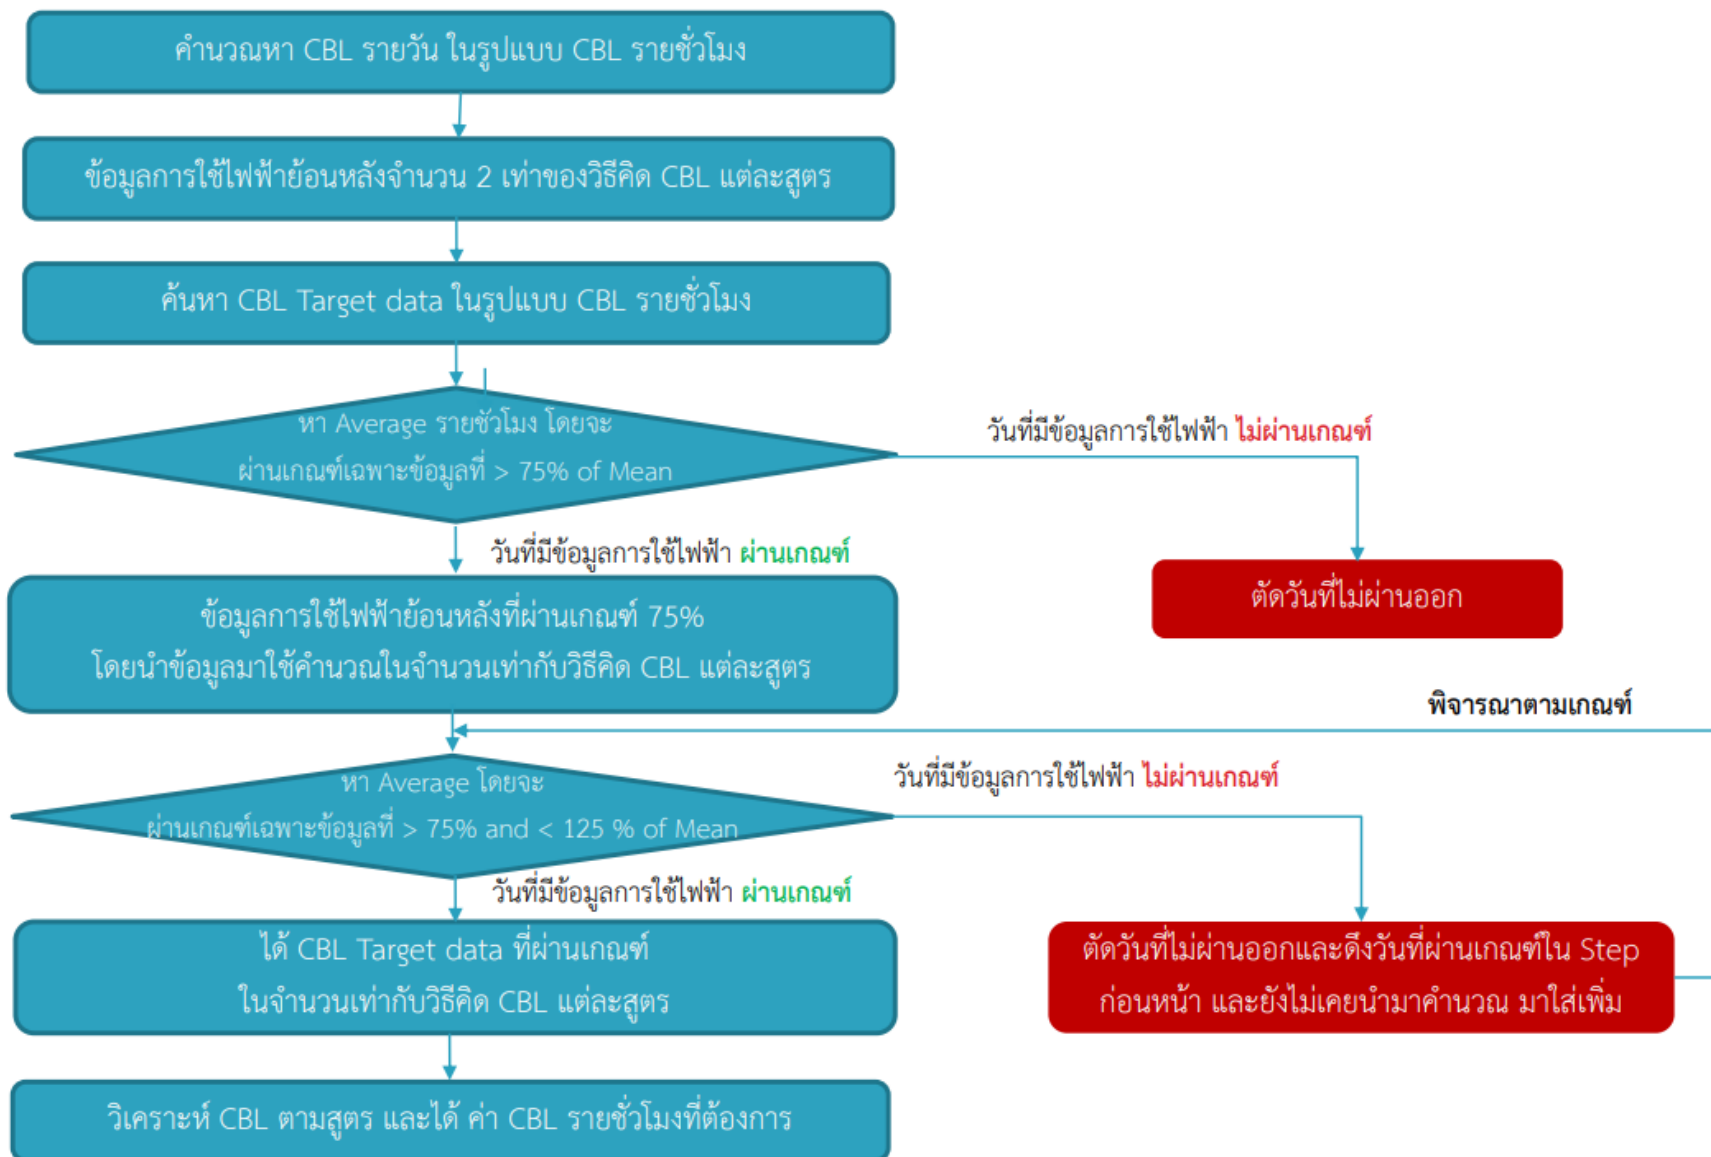 คำนวณหา CBL รายวัน ในรูปแบบ CBL รายชั่วโมง
ข้อมูลการใช้ไฟฟ้าย้อนหลังจำนวน 2 เท่าของวิธีคิด CBL แต่ละสูตร
ค้นหา CBL Target data ในรูปแบบ CBL รายชั่วโมง
หา Average รายชั่วโมง โดยจะ
ผ่านเกณฑ์เฉพาะข้อมูลที่ > 75% of Mean
วันที่มีข้อมูลการใช้ไฟฟ้า ไม่ผ่านเกณฑ์
วันที่มีข้อมูลการใช้ไฟฟ้า ผ่านเกณฑ์
ตัดวันที่ไม่ผ่านออก
ข้อมูลการใช้ไฟฟ้าย้อนหลังที่ผ่านเกณฑ์ 75%
โดยนำข้อมูลมาใช้คำนวณในจำนวนเท่ากับวิธีคิด CBL แต่ละสูตร
พิจารณาตามเกณฑ์
หา Average โดยจะ
ผ่านเกณฑ์เฉพาะข้อมูลที่ > 75% and < 125 % of Mean
วันที่มีข้อมูลการใช้ไฟฟ้า ไม่ผ่านเกณฑ์
วันที่มีข้อมูลการใช้ไฟฟ้า ผ่านเกณฑ์
ได้ CBL Target data ที่ผ่านเกณฑ์
ในจำนวนเท่ากับวิธีคิด CBL แต่ละสูตร
ตัดวันที่ไม่ผ่านออกและดึงวันที่ผ่านเกณฑ์ใน Step
ก่อนหน้า และยังไม่เคยนำมาคำนวณ มาใส่เพิ่ม
วิเคราะห์ CBL ตามสูตร และได้ ค่า CBL รายชั่วโมงที่ต้องการ